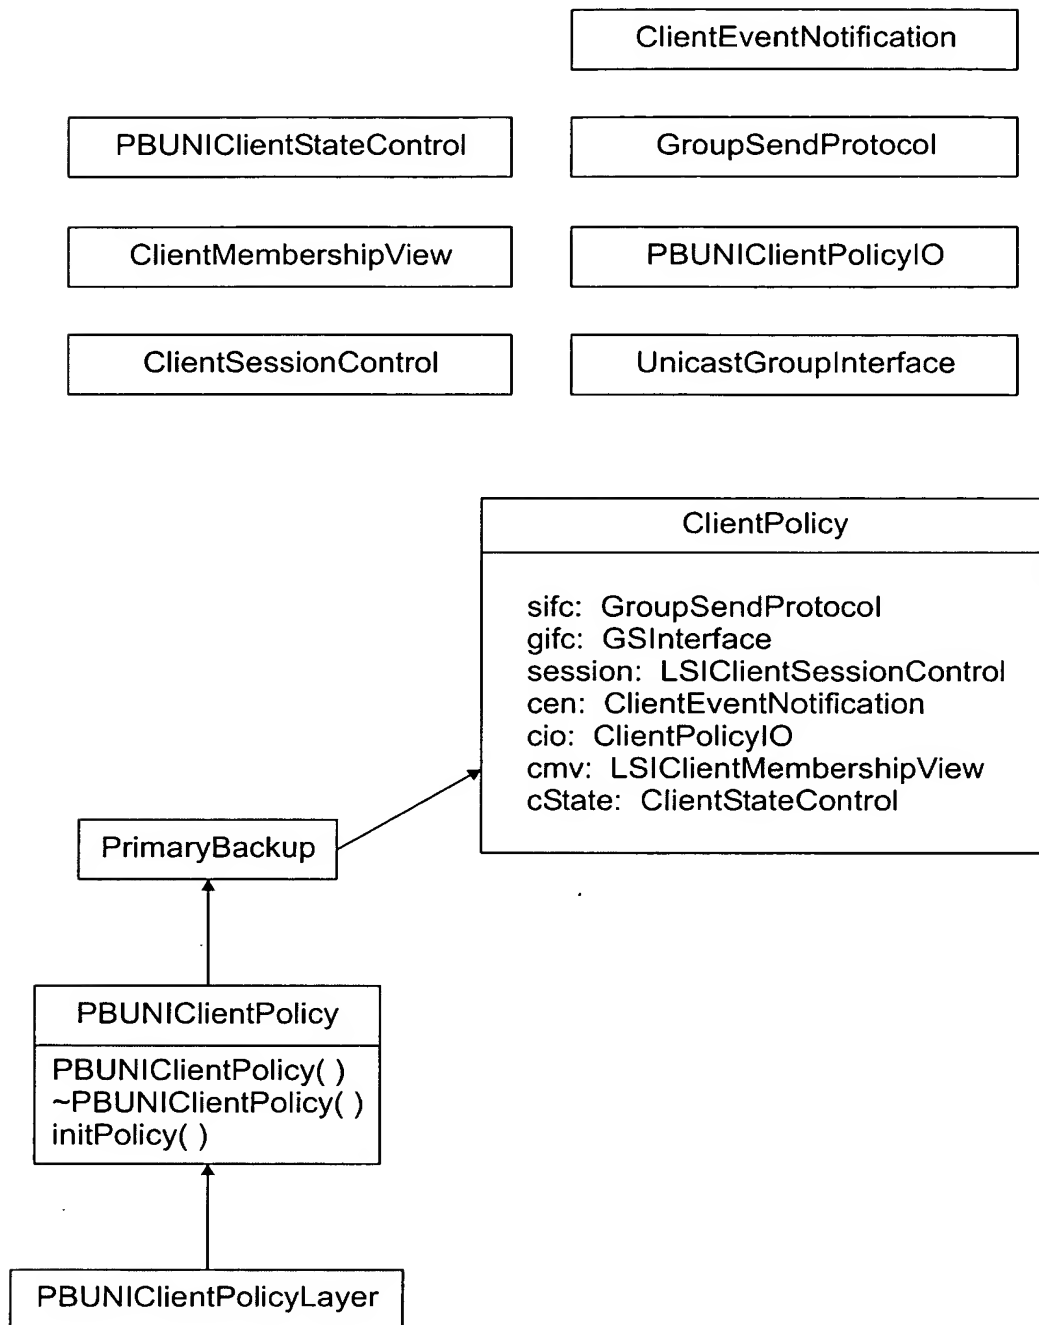 ClientEventNotification
PBUNIClientStateControl
GroupSendProtocol
ClientMembershipView
PBUNIClientPolicyIO
ClientSessionControl
UnicastGroupInterface
ClientPolicy
sifc: GroupSendProtocol
gifc: GSInterface
session: LSIClientSessionControl
cen: ClientEventNotification
cio: ClientPolicyIO
cmv: LSIClientMembershipView
cState: ClientStateControl
PrimaryBackup
PBUNIClientPolicy
PBUNIClientPolicy( )
~PBUNIClientPolicy( )
initPolicy( )
PBUNIClientPolicyLayer